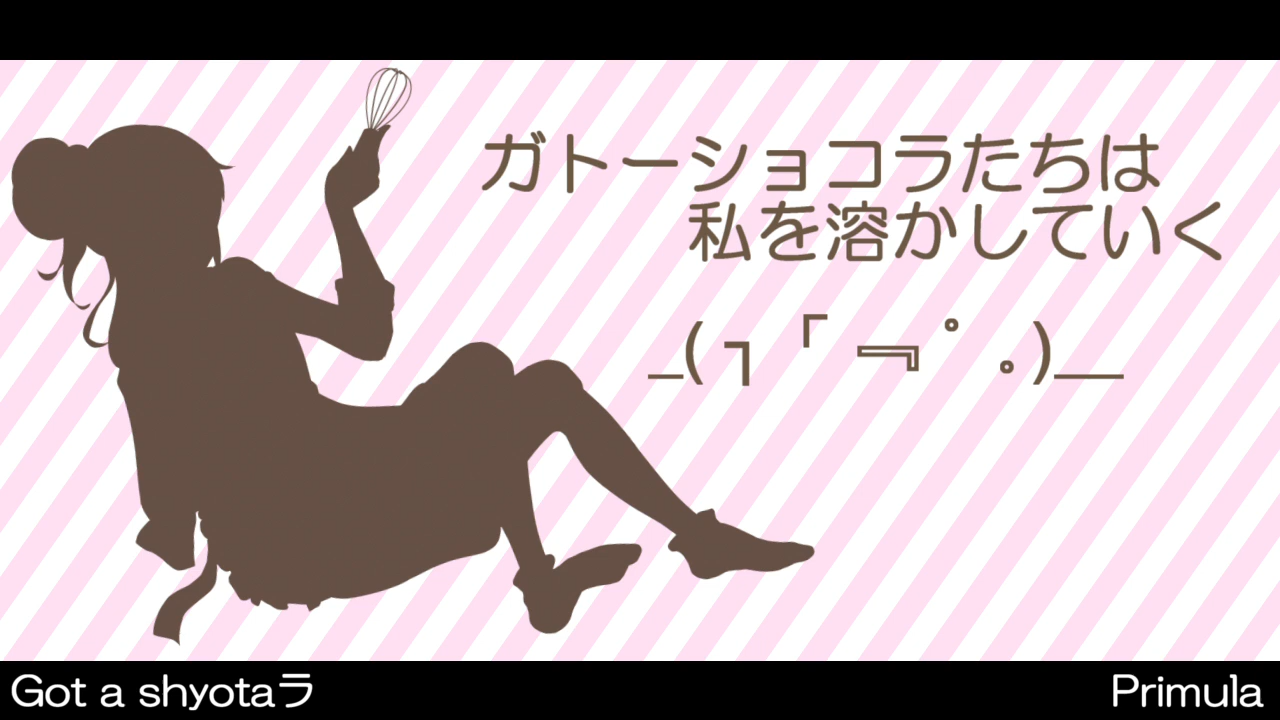 ガトーショコラたちは
私を溶かしていく
_(┐「﹃ ゜。)__
Got a shyotaラ
Primula